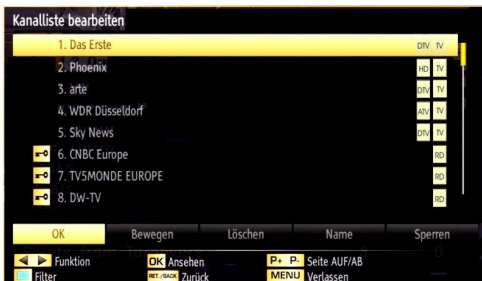 Kanalliste bearbeiten
1. Das Erste DTV TV
2. Phoenix HD TV
3. arte DTV TV
4. WDR Düsseldorf ATV TV
5. Sky News DTV TV
6. CNBC Europe RD
7. TV5MONDE EUROPE RD
8. DW-TV RD
OK Bewegen Löschen Name Sperren
Funktion OK Ansehen P+ P- Seite AUF/AB
Filter RET./BACK Zurück MENU Verlassen